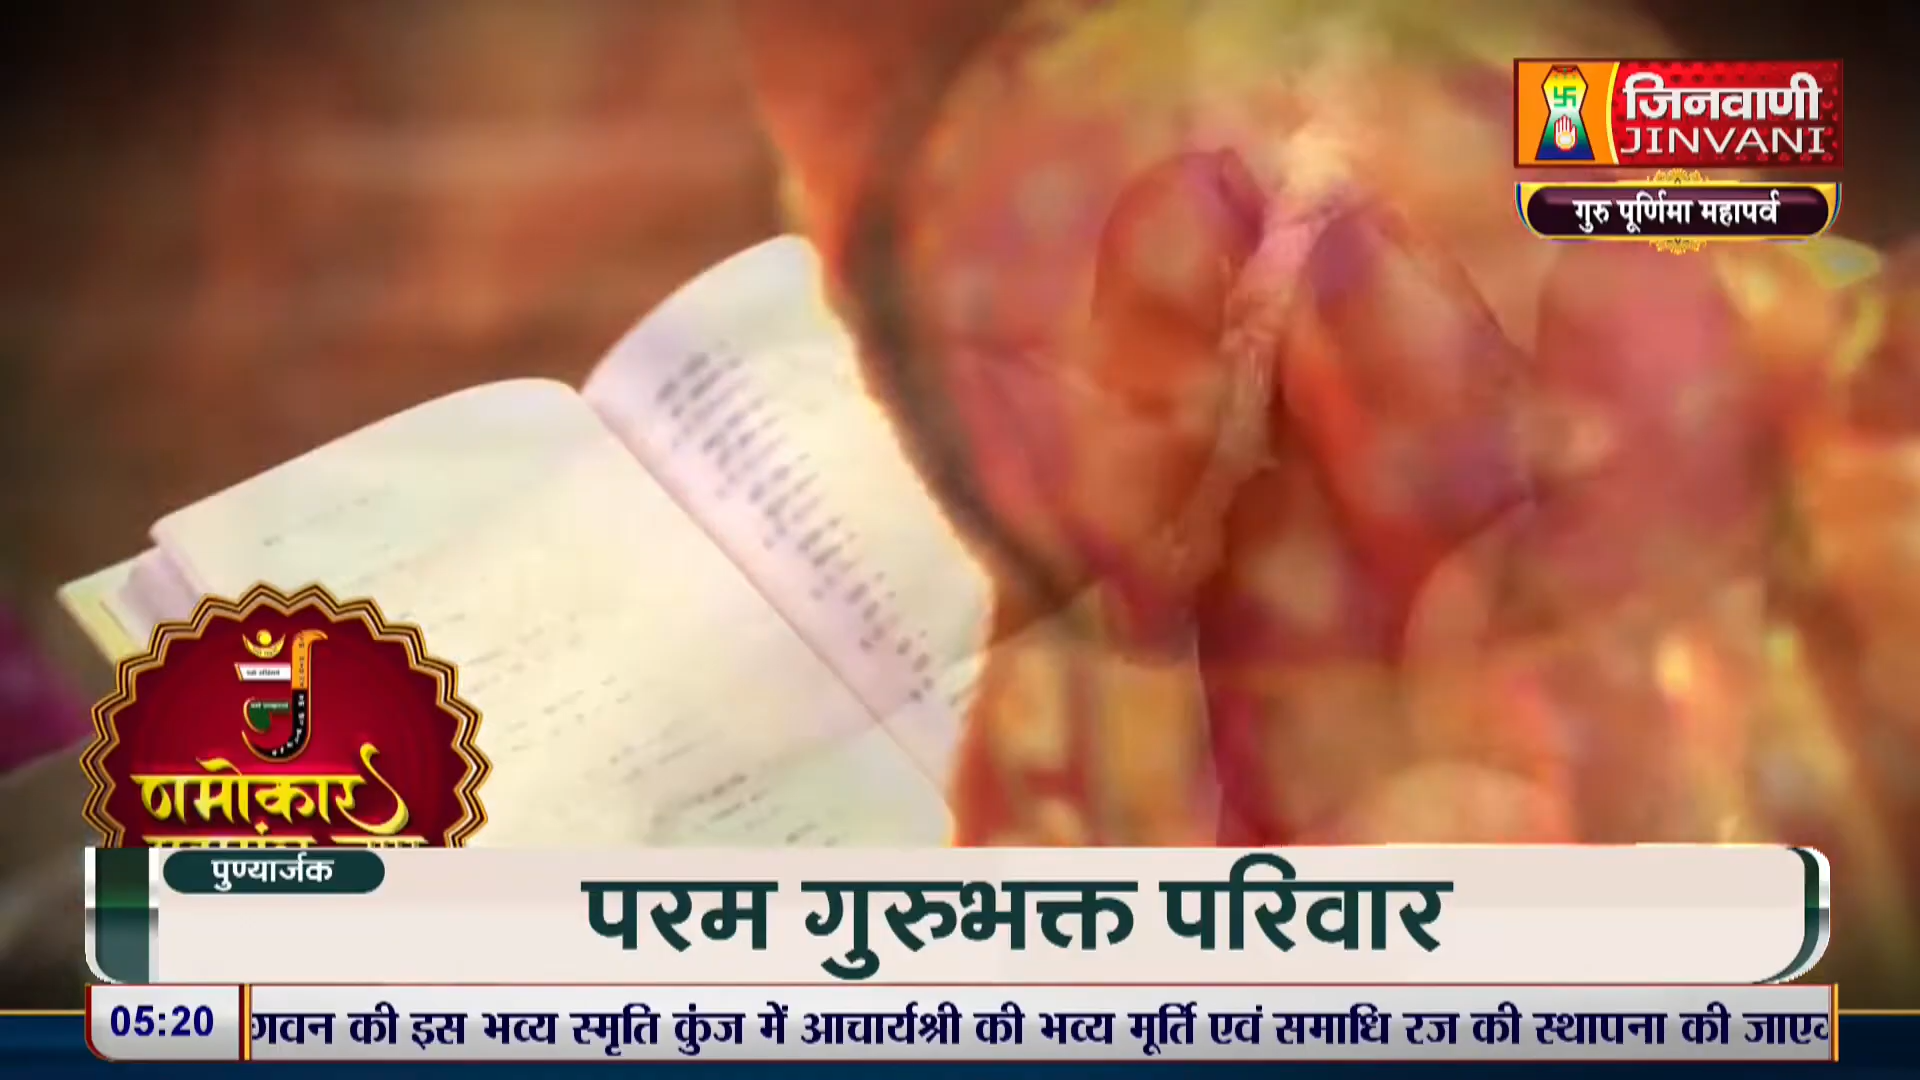 जिनवाणी
JINVANI
गुरु पूर्णिमा महापर्व
णमोकार
पुण्यार्जक
परम गुरुभक्त परिवार
05:20
गवन की इस भव्य स्मृति कुंज में आचार्यश्री की भव्य मूर्ति एवं समाधि रज की स्थापना की जाए